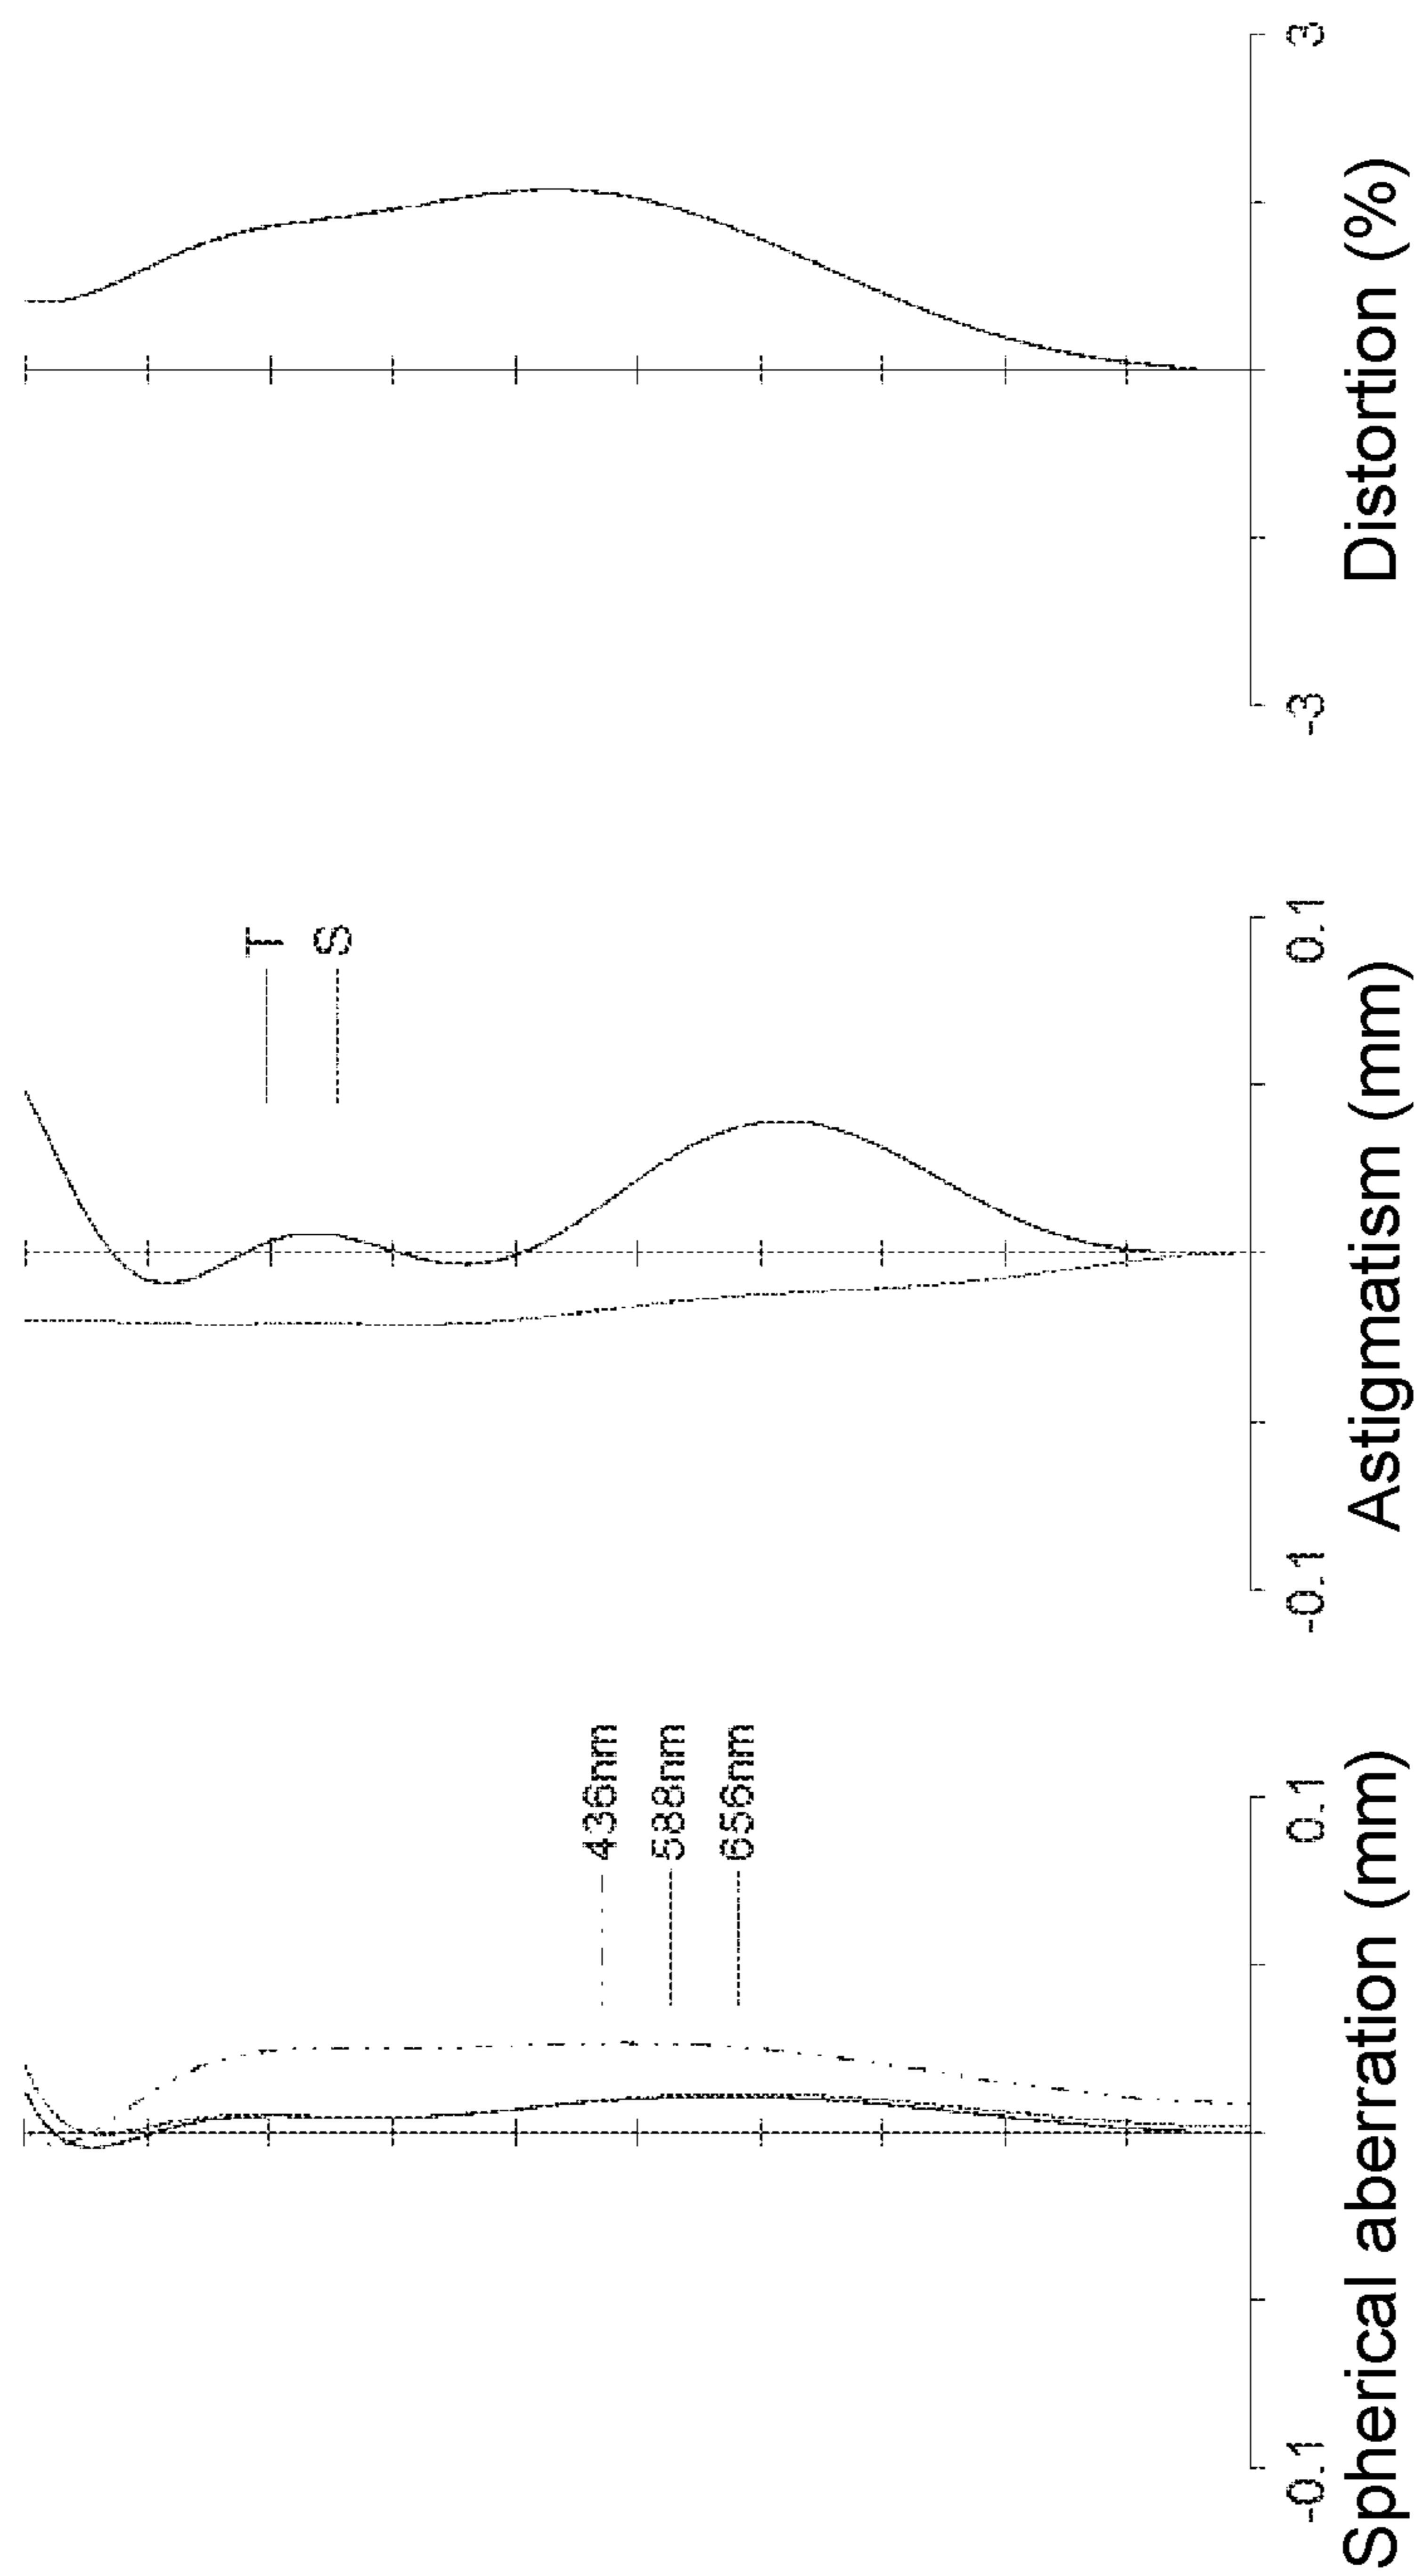 436nm
588nm
656nm
-0.1
0.1
Spherical aberration (mm)
T
S
-0.1
0.1
Astigmatism (mm)
-3
3
Distortion (%)